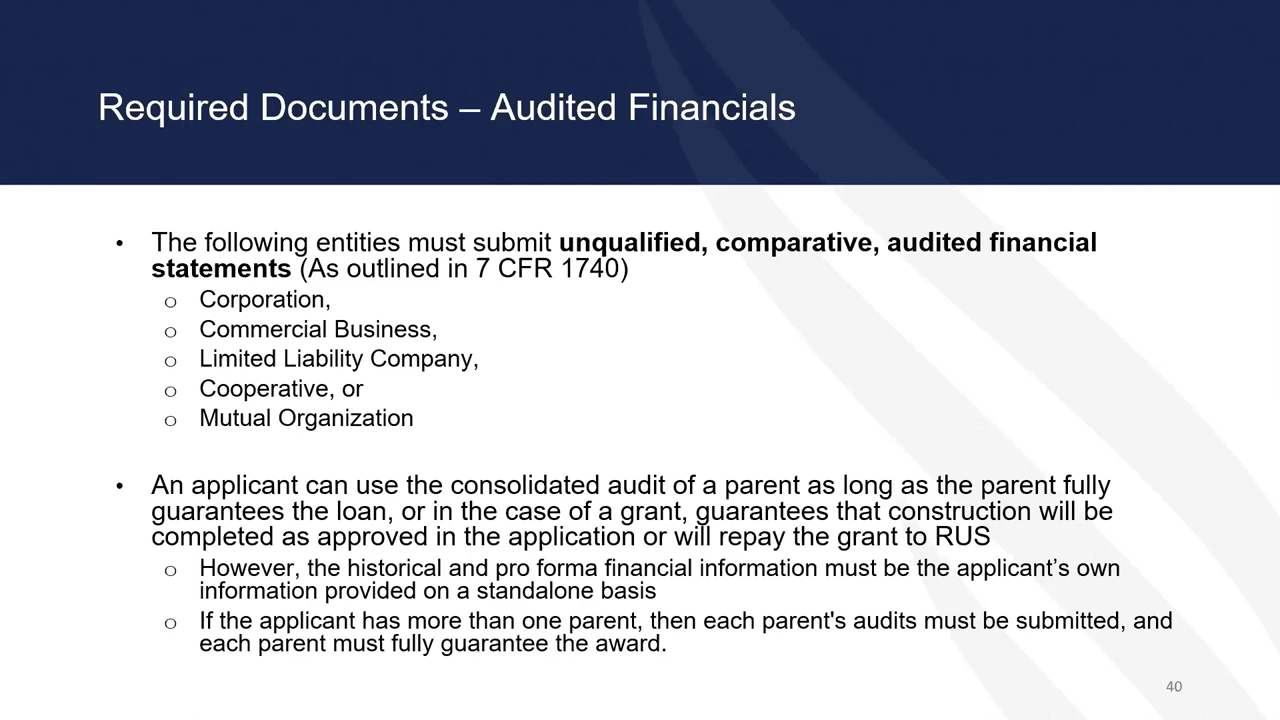 Required Documents – Audited Financials
• The following entities must submit unqualified, comparative, audited financial
statements (As outlined in 7 CFR 1740)
o Corporation,
o Commercial Business,
o Limited Liability Company,
o Cooperative, or
o Mutual Organization
• An applicant can use the consolidated audit of a parent as long as the parent fully
guarantees the loan, or in the case of a grant, guarantees that construction will be
completed as approved in the application or will repay the grant to RUS
o However, the historical and pro forma financial information must be the applicant’s own
information provided on a standalone basis
o If the applicant has more than one parent, then each parent's audits must be submitted, and
each parent must fully guarantee the award.
40